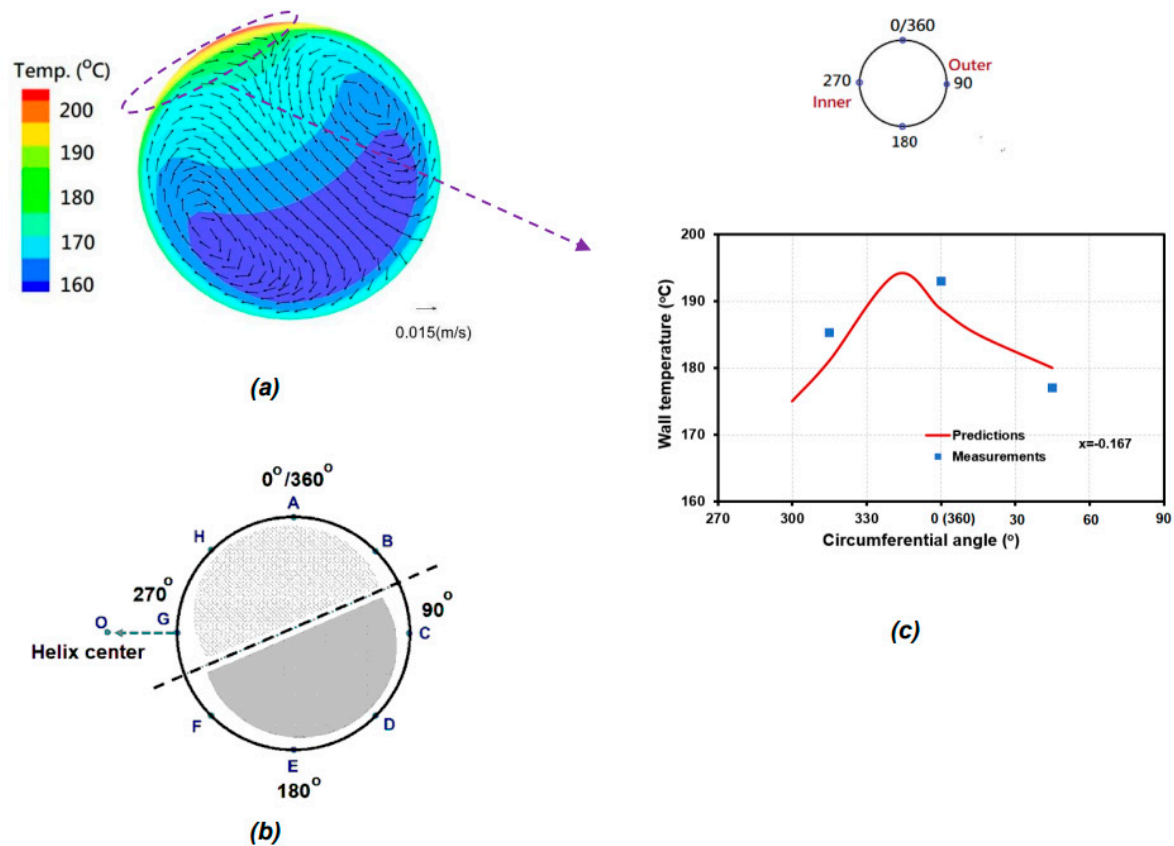 Temp. (°C)
200
190
180
170
160
0.015(m/s)
(a)
0°/360°
A
H
B
270°
90°
O
G
C
Helix center
F
D
E
180°
(b)
0/360
Outer
270
90
Inner
180
200
190
180
170
160
Wall temperature (°C)
Predictions
x=-0.167
Measurements
270
300
330
0 (360)
30
60
90
Circumferential angle (°)
(c)